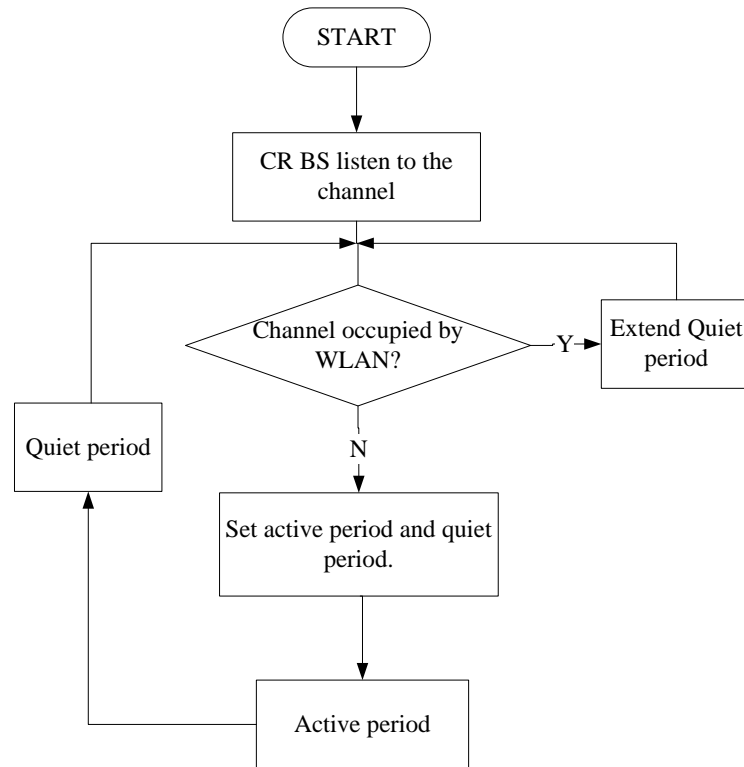 START
CR BS listen to the
channel
Channel occupied by
WLAN?
Y
Extend Quiet
period
Quiet period
N
Set active period and quiet
period.
Active period